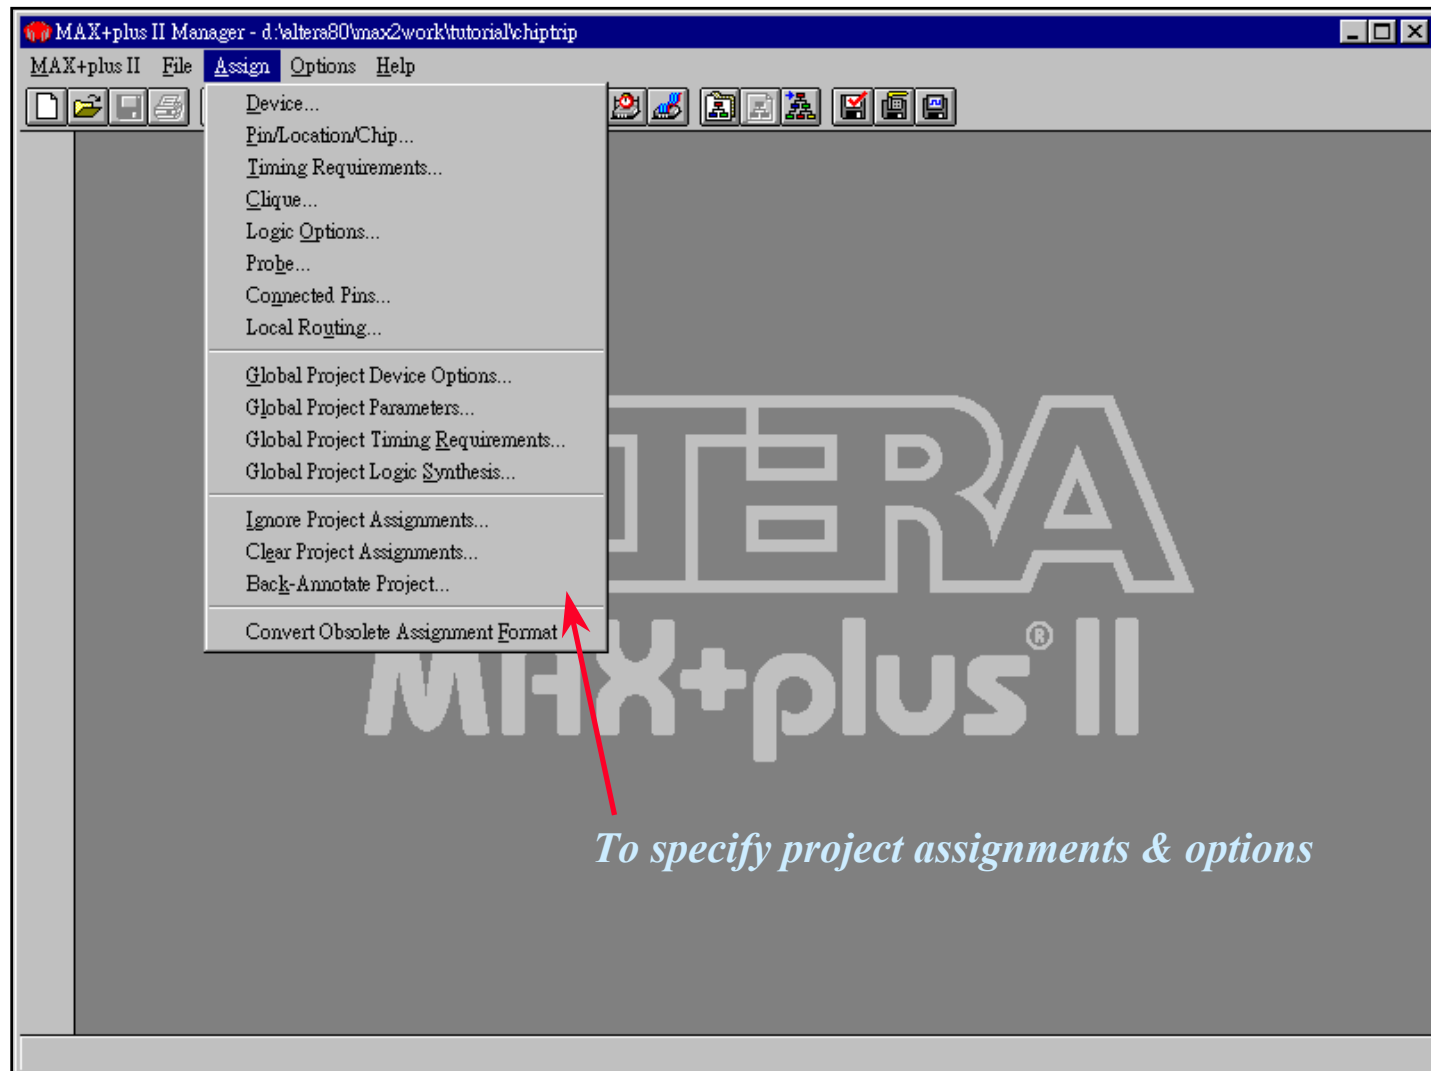 MAX+plus II Manager - d:\altera80\max2work\tutorial\chiptrip
MAX+plus II File Assign Options Help
Device...
Pin/Location/Chip...
Timing Requirements...
Clique...
Logic Options...
Probe...
Connected Pins...
Local Routing...
Global Project Device Options...
Global Project Parameters...
Global Project Timing Requirements...
Global Project Logic Synthesis...
Ignore Project Assignments...
Clear Project Assignments...
Back-Annotate Project...
Convert Obsolete Assignment Format
TERA
MAX+plus® II
To specify project assignments & options